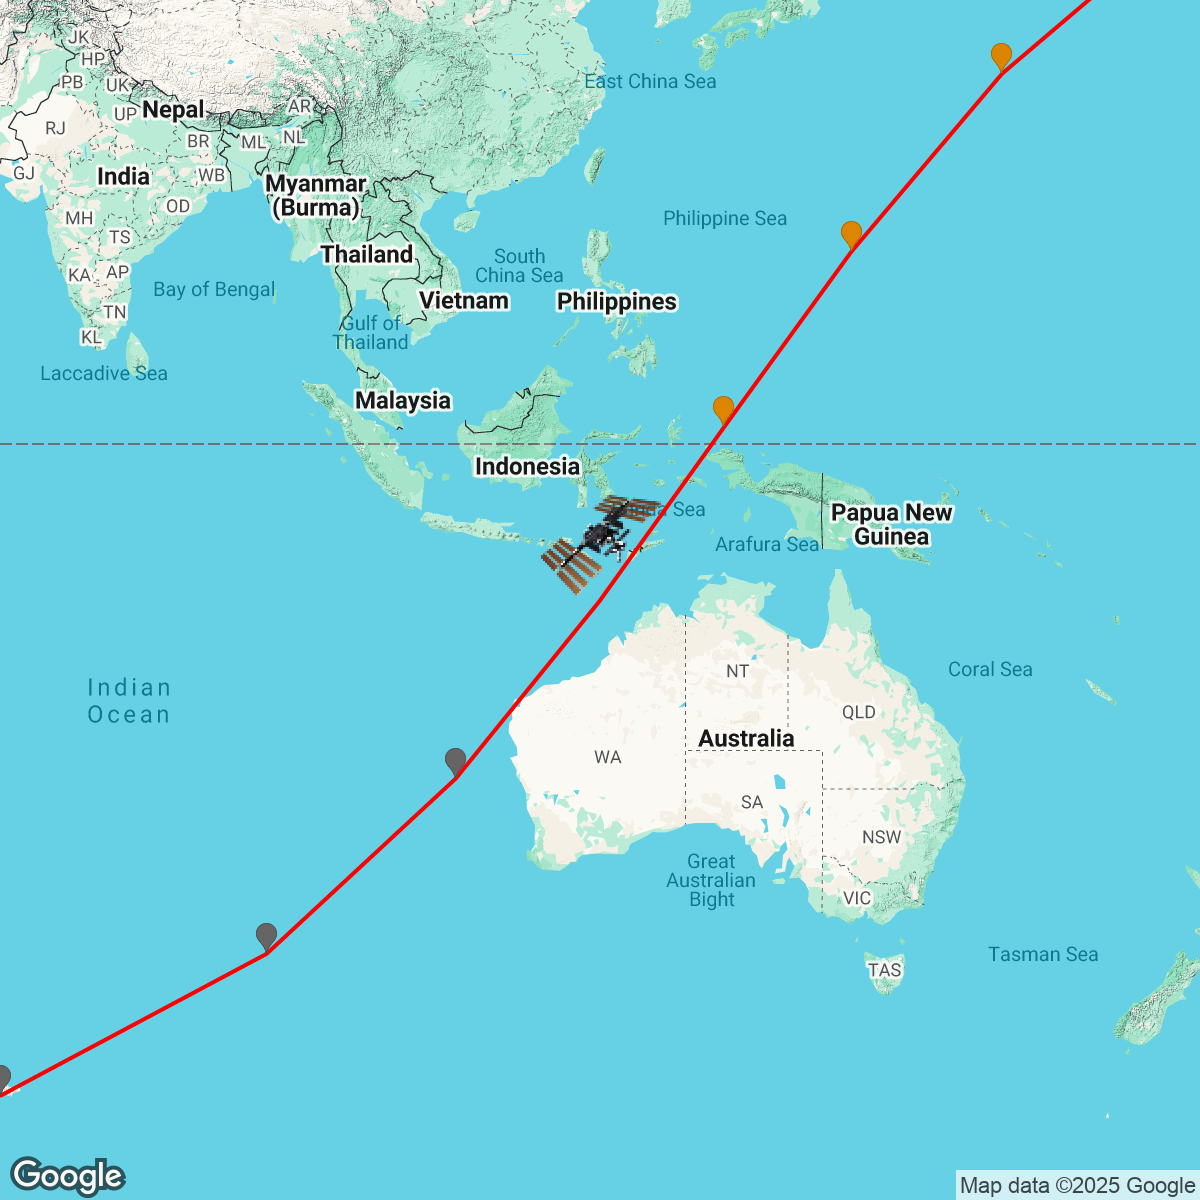 JK
HP
PB
UK
Nepal
AR
UP
RJ
BR
ML
NL
GJ
India
WB
Myanmar
(Burma)
OD
MH
TS
Thailand
KA
AP
Bay of Bengal
TN
KL
Laccadive Sea
East China Sea
Philippine Sea
South
China Sea
Vietnam
Philippines
Gulf of
Thailand
Malaysia
Indonesia
Sea
Papua New
Guinea
Arafura Sea
Indian
Ocean
NT
Coral Sea
QLD
Australia
WA
SA
NSW
Great
Australian
Bight
VIC
TAS
Tasman Sea
Google
Map data ©2025 Google